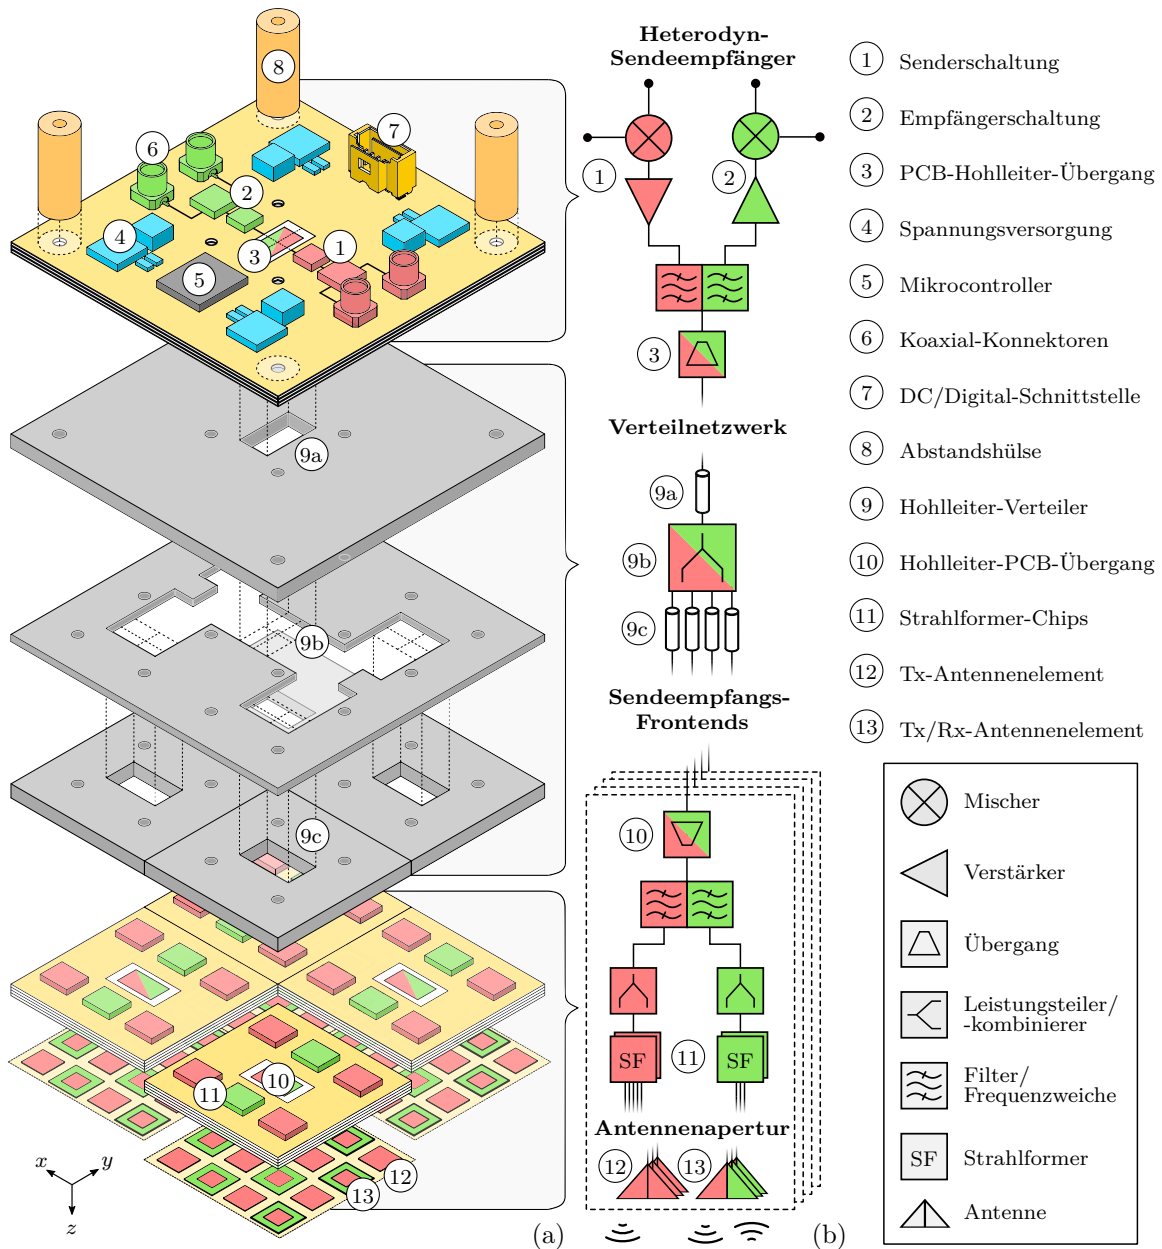 8
7
6
2
4
3
1
5
9a
9b
9c
10
11
12
13
x
y
z
(a)
Heterodyn-
Sendeempfänger
1
2
3
Verteilnetzwerk
9a
9b
9c
Sendeempfangs-
Frontends
10
SF
11
SF
Antennenapertur
12
13
(b)
1 Senderschaltung
2 Empfängerschaltung
3 PCB-Hohlleiter-Übergang
4 Spannungsversorgung
5 Mikrocontroller
6 Koaxial-Konnektoren
7 DC/Digital-Schnittstelle
8 Abstandshülse
9 Hohlleiter-Verteiler
10 Hohlleiter-PCB-Übergang
11 Strahlformer-Chips
12 Tx-Antennenelement
13 Tx/Rx-Antennenelement
Mischer
Verstärker
Übergang
Leistungsteiler/
-kombinierer
Filter/
Frequenzweiche
SF Strahlformer
Antenne